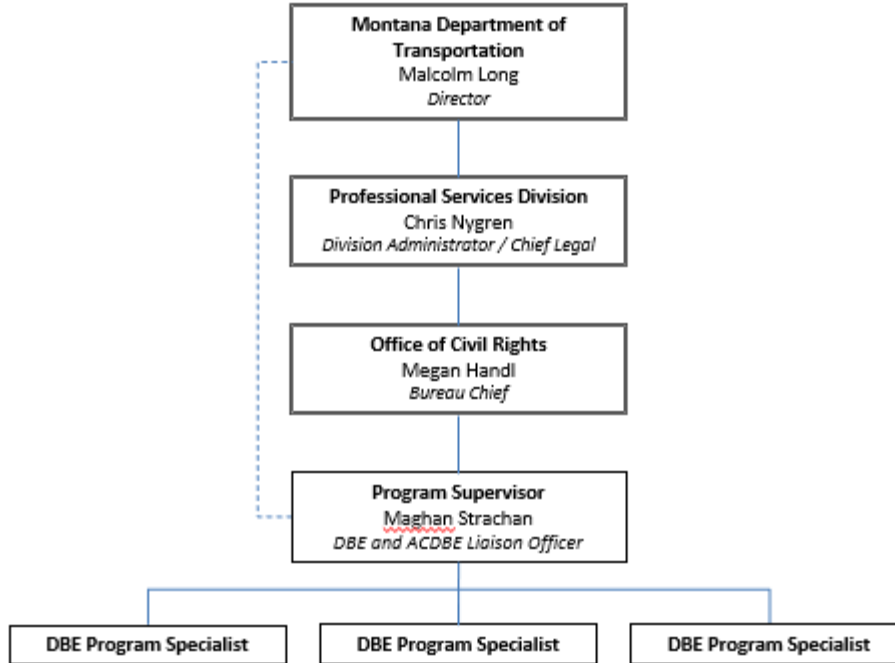 Montana Department of
Transportation
Malcolm Long
Director
Professional Services Division
Chris Nygren
Division Administrator / Chief Legal
Office of Civil Rights
Megan Handl
Bureau Chief
Program Supervisor
Maghan Strachan
DBE and ACDBE Liaison Officer
DBE Program Specialist
DBE Program Specialist
DBE Program Specialist